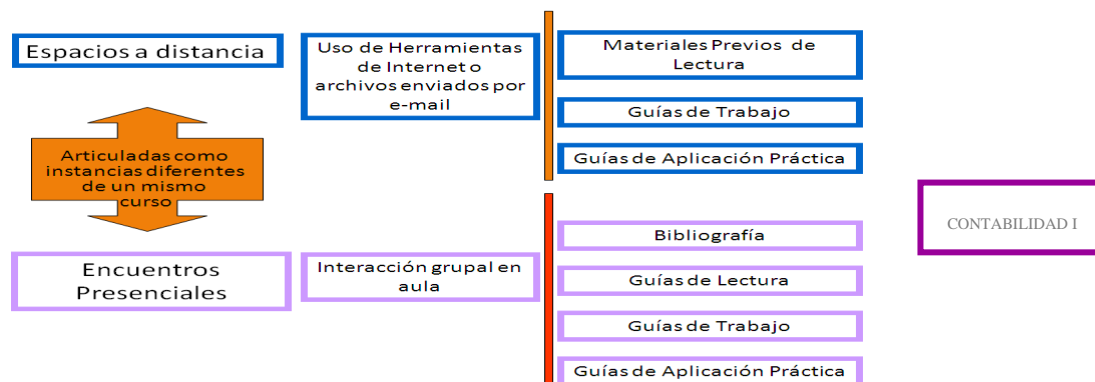 Espacios a distancia
Uso de Herramientas
de Internet o
archivos enviados por
e-mail
Materiales Previos de
Lectura
Guías de Trabajo
Guías de Aplicación Práctica
Articuladas como
instancias diferentes
de un mismo
curso
Encuentros
Presenciales
Interacción grupal en
aula
Bibliografía
Guías de Lectura
Guías de Trabajo
Guías de Aplicación Práctica
CONTABILIDAD I